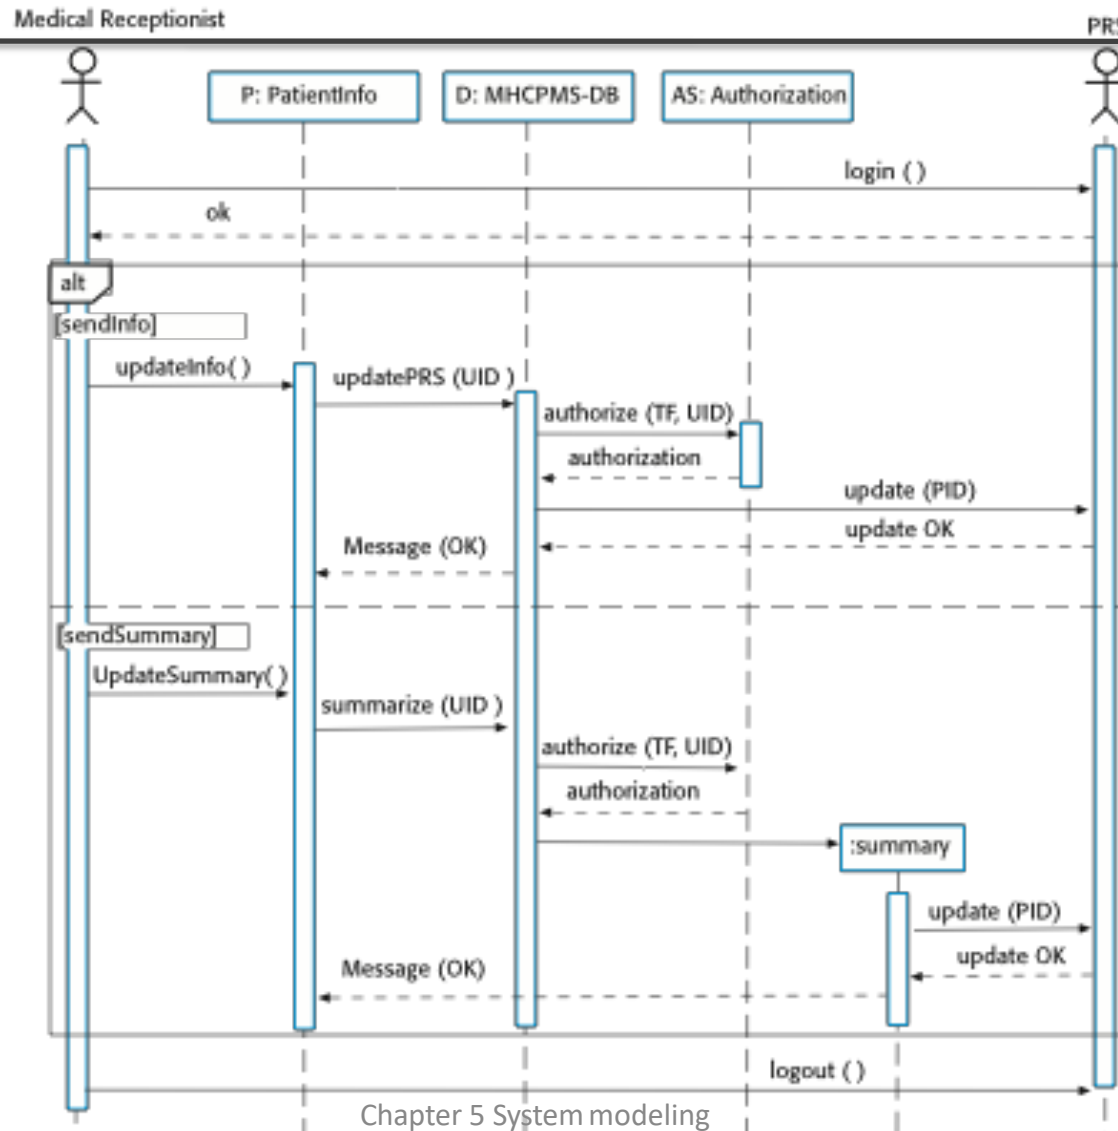 Medical Receptionist
PRS
P: PatientInfo
D: MHCPMS-DB
AS: Authorization
login ( )
ok
alt
[sendInfo]
updateInfo( )
updatePRS (UID )
authorize (TF, UID)
authorization
update (PID)
update OK
Message (OK)
[sendSummary]
UpdateSummary( )
summarize (UID )
authorize (TF, UID)
authorization
:summary
update (PID)
update OK
Message (OK)
logout ( )
Chapter 5 System modeling